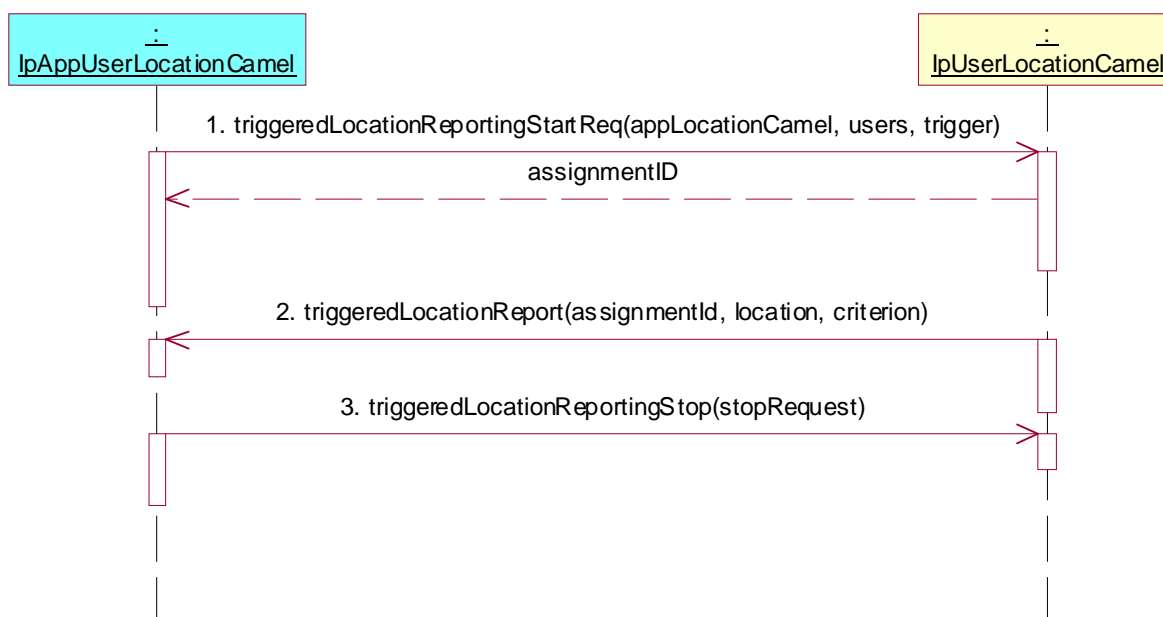 :
IpAppUserLocationCamel
:
IpUserLocationCamel
1. triggeredLocationReportingStartReq(appLocationCamel, users, trigger)
assignmentID
2. triggeredLocationReport(assignmentId, location, criterion)
3. triggeredLocationReportingStop(stopRequest)